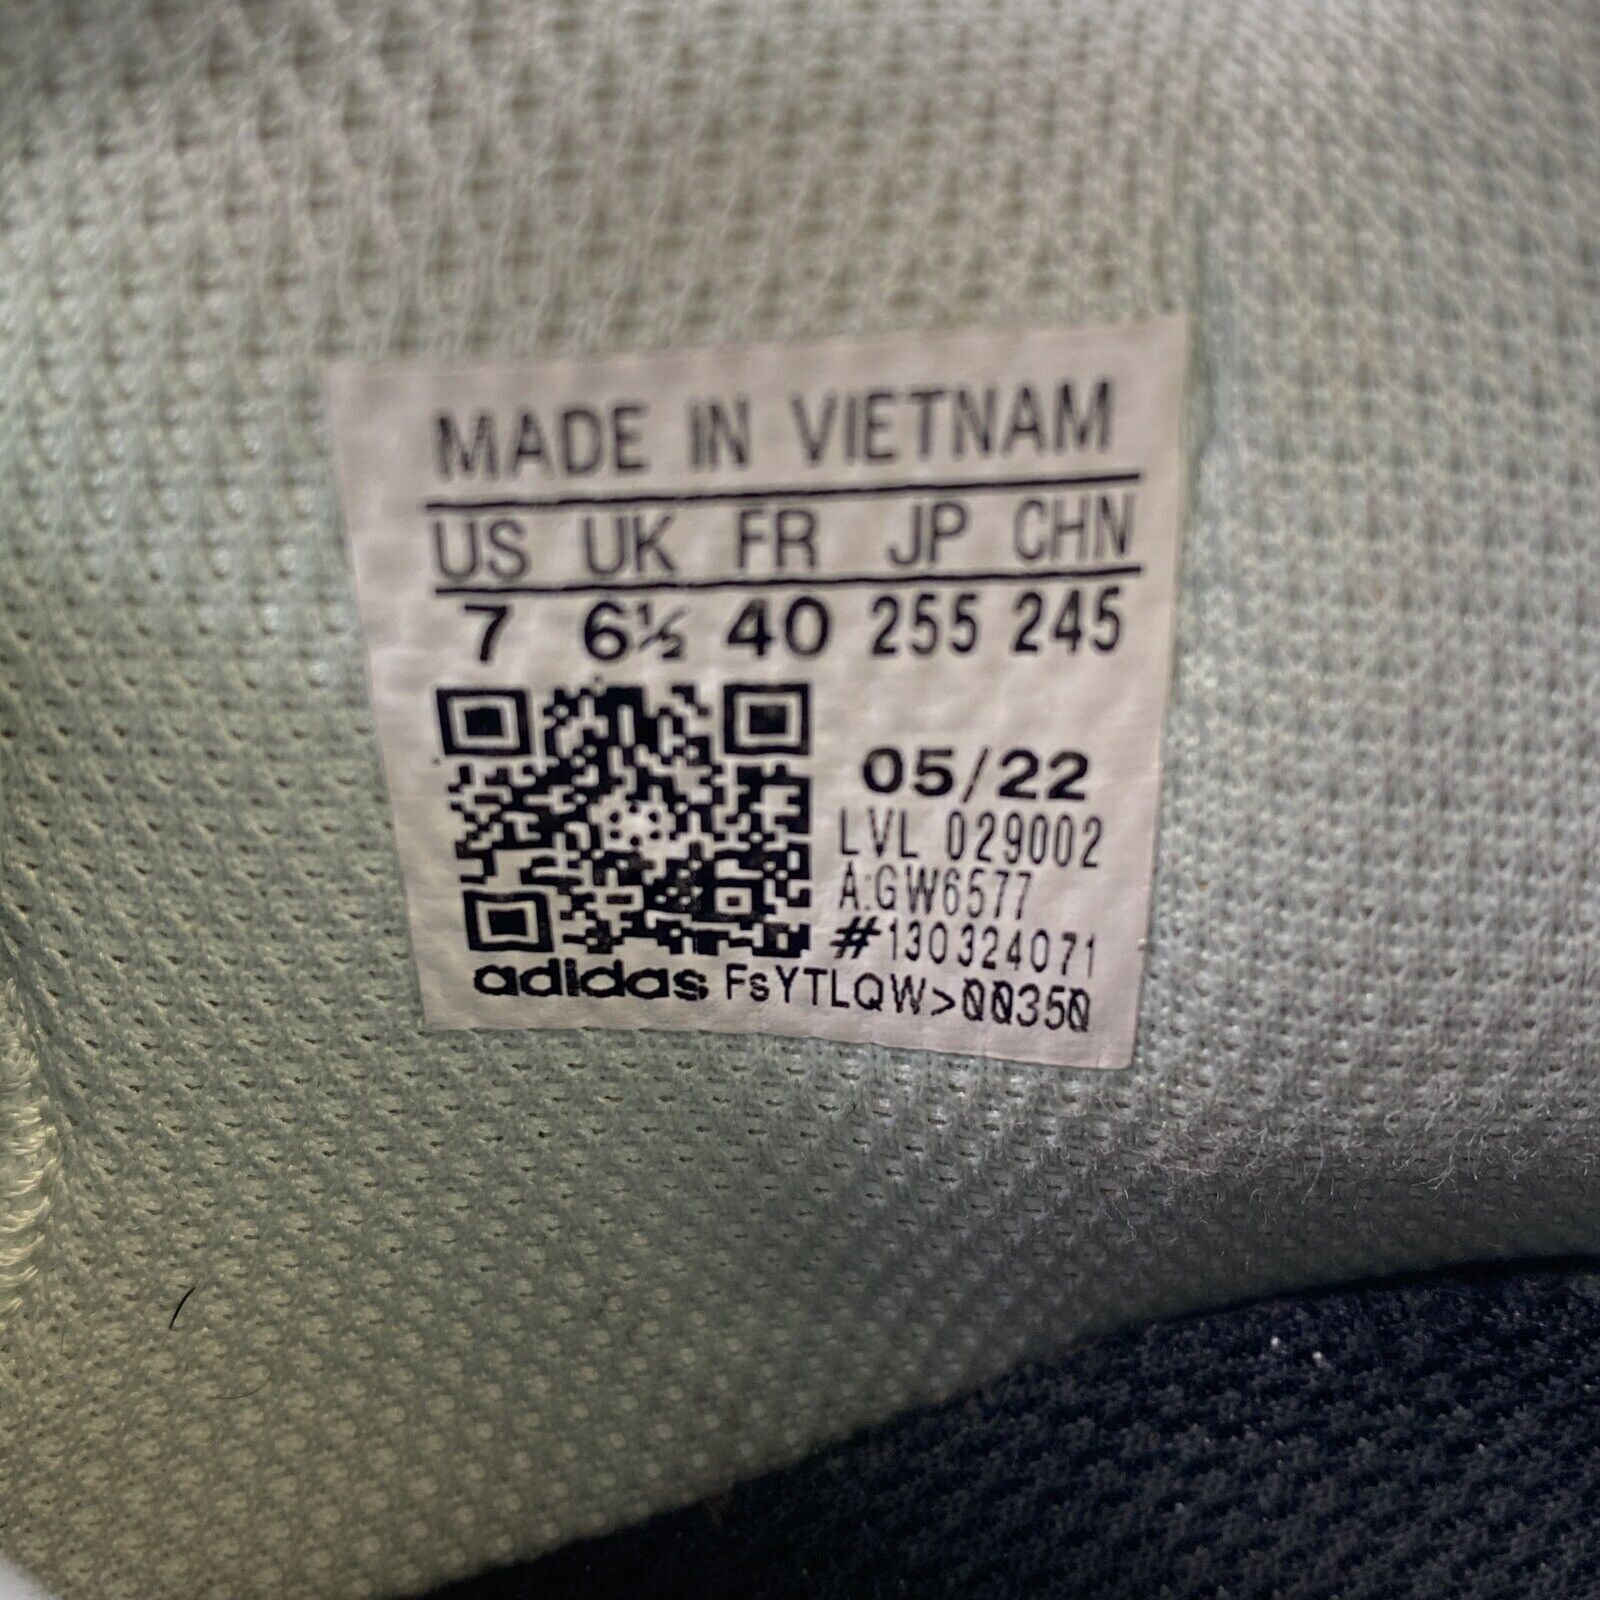 MADE IN VIETNAM
US UK FR JP CHN
7 6½ 40 255 245
05/22
LVL 029002
A:GW6577
#130324071
adidas FsYTLQW>00350